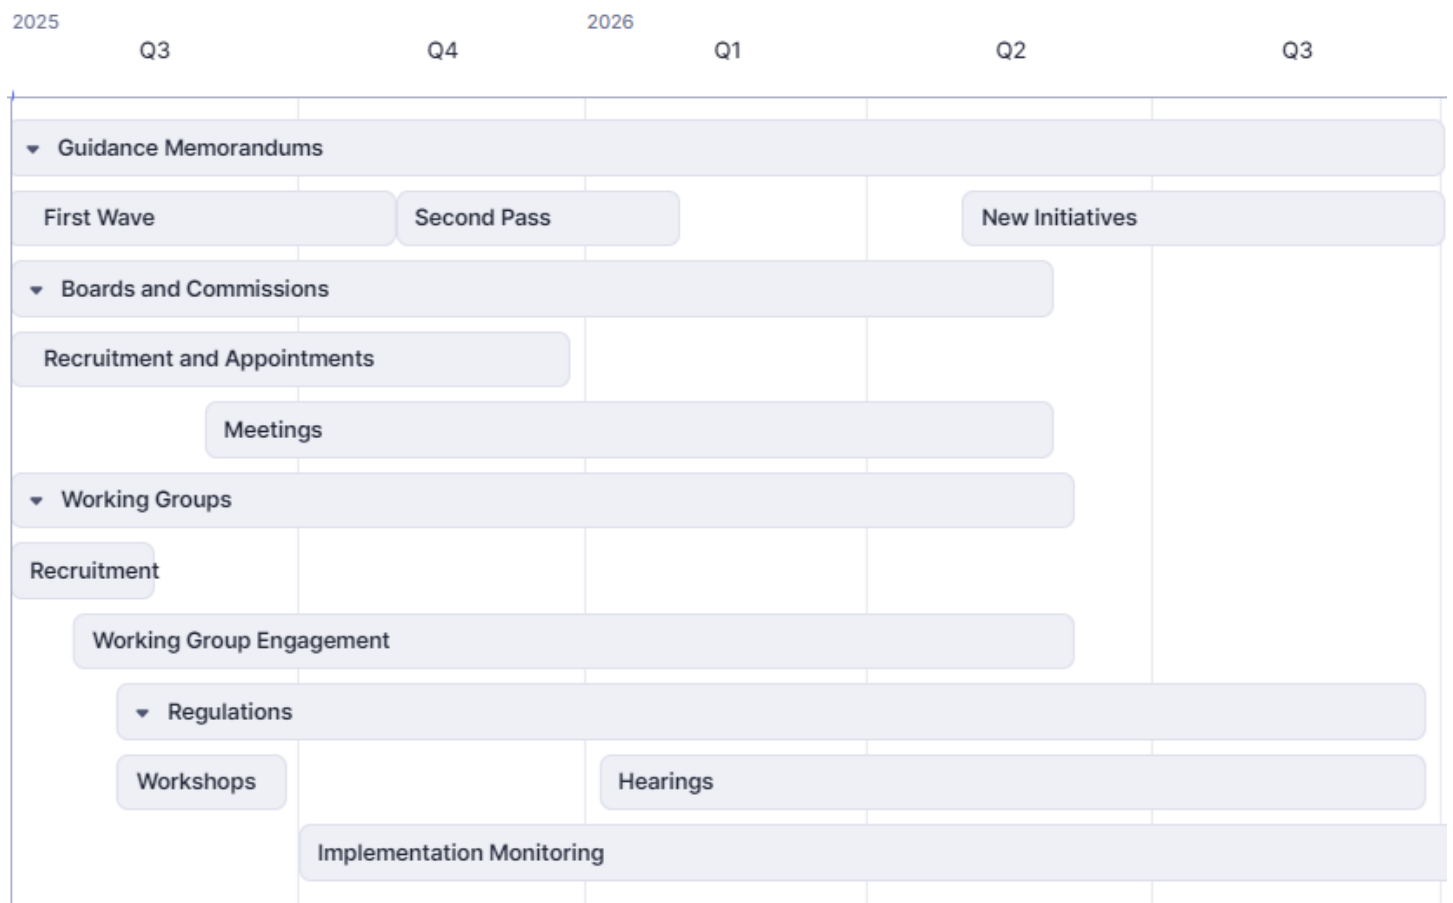 2025 2026
Q3 Q4 Q1 Q2 Q3
Guidance Memorandums
First Wave Second Pass New Initiatives
Boards and Commissions
Recruitment and Appointments
Meetings
Working Groups
Recruitment
Working Group Engagement
Regulations
Workshops Hearings
Implementation Monitoring